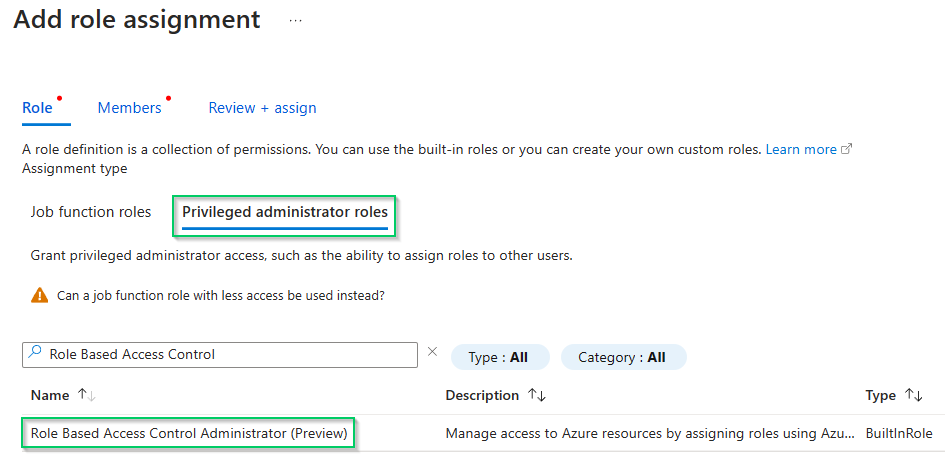 Add role assignment ...
Role Members Review + assign
A role definition is a collection of permissions. You can use the built-in roles or you can create your own custom roles. Learn more
Assignment type
Job function roles Privileged administrator roles
Grant privileged administrator access, such as the ability to assign roles to other users.
Can a job function role with less access be used instead?
Role Based Access Control Type : All Category : All
Name Description Type
Role Based Access Control Administrator (Preview) Manage access to Azure resources by assigning roles using Azu... BuiltInRole